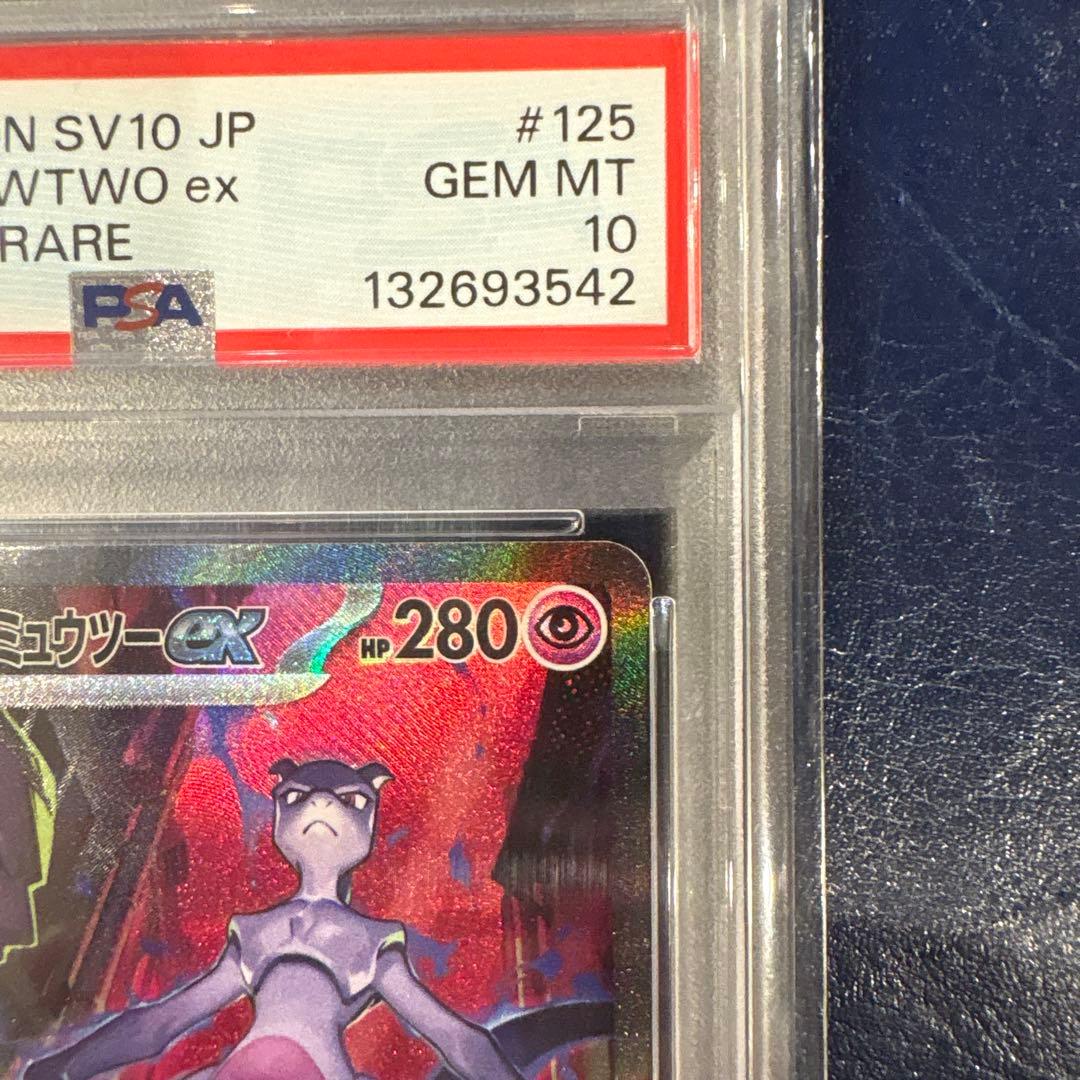 N SV10 JP #125
WTWO ex GEM MT
RARE 10
PSA 132693542
ミュウツーex HP280